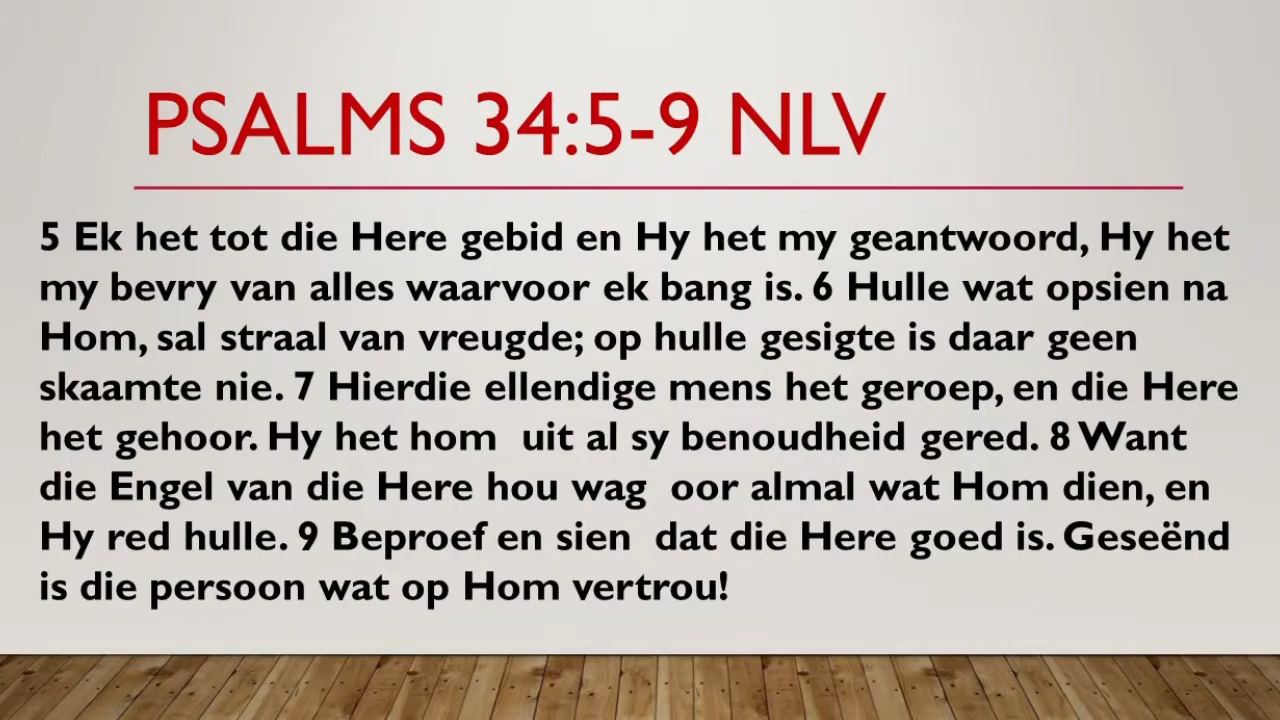 PSALMS 34:5-9 NLV
5 Ek het tot die Here gebid en Hy het my geantwoord, Hy het
my bevry van alles waarvoor ek bang is. 6 Hulle wat opsien na
Hom, sal straal van vreugde; op hulle gesigte is daar geen
skaamte nie. 7 Hierdie ellendige mens het geroep, en die Here
het gehoor. Hy het hom uit al sy benoudheid gered. 8 Want
die Engel van die Here hou wag oor almal wat Hom dien, en
Hy red hulle. 9 Beproef en sien dat die Here goed is. Geseënd
is die persoon wat op Hom vertrou!